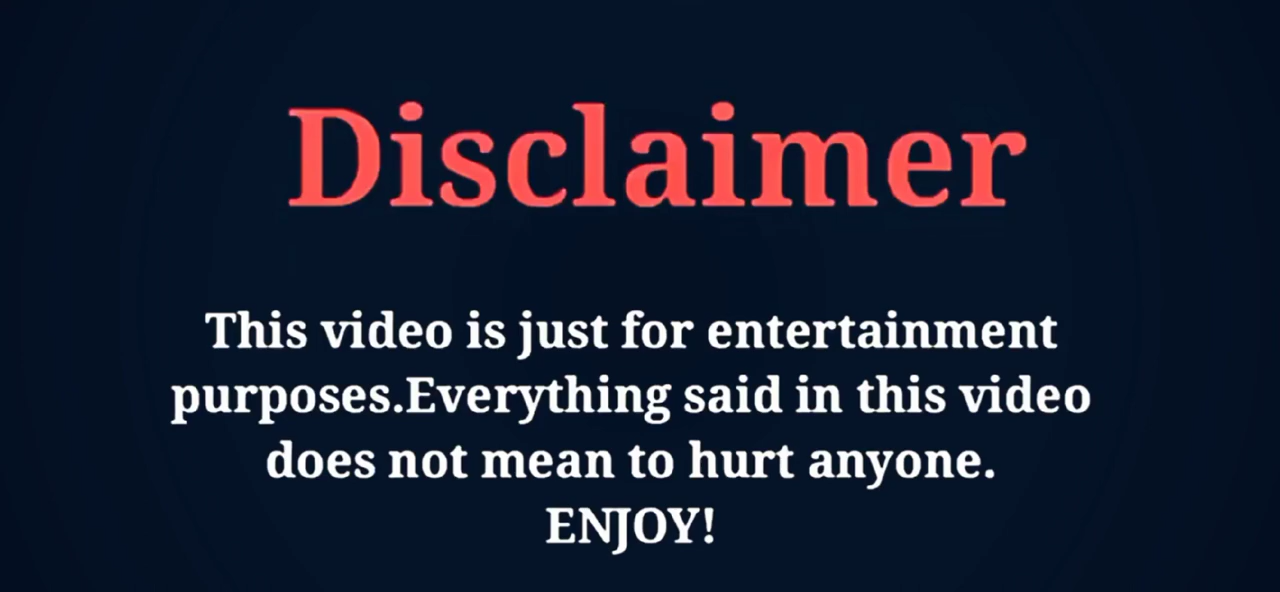 Disclaimer
This video is just for entertainment
purposes.Everything said in this video
does not mean to hurt anyone.
ENJOY!